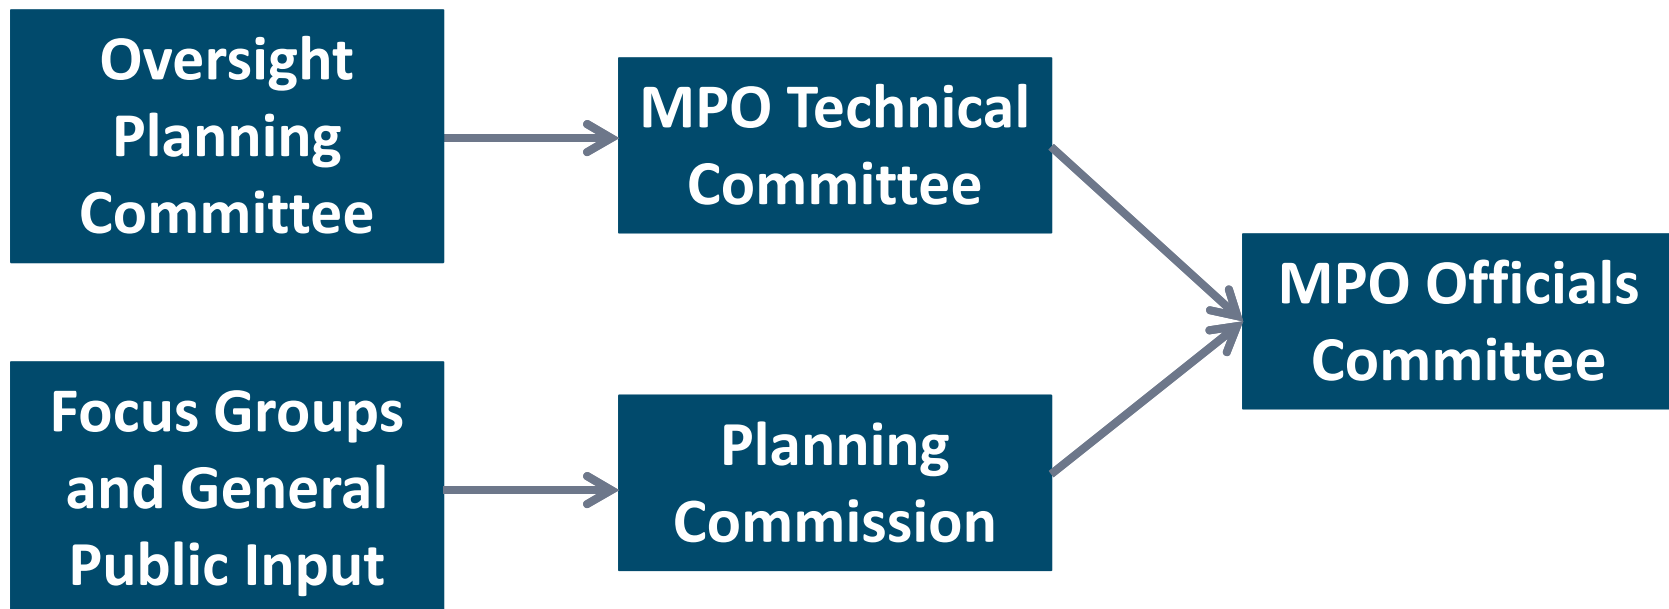 Oversight
Planning
Committee
MPO Technical
Committee
MPO Officials
Committee
Focus Groups
and General
Public Input
Planning
Commission